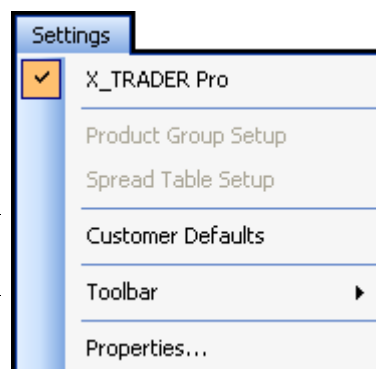 Settings
X_TRADER Pro
Product Group Setup
Spread Table Setup
Customer Defaults
Toolbar
Properties...